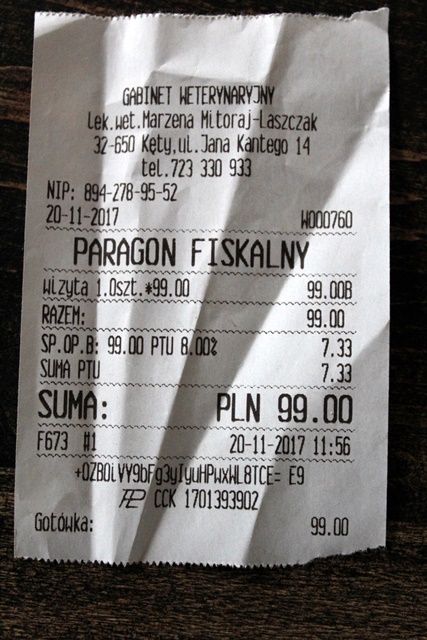 GABINET WETERYNARYJNY
Lek.wet.Marzena Mitoraj-Laszczak
32-650 Kęty,ul.Jana Kantego 14
tel.723 330 933
NIP: 894-278-95-52
20-11-2017 W000760
PARAGON FISKALNY
wizyta 1.0szt.*99.00 99.00B
RAZEM: 99.00
SP.OP.B: 99.00 PTU 8.00% 7.33
SUMA PTU 7.33
SUMA: PLN 99.00
F673 #1 20-11-2017 11:56
E9
CCK 1701393902
Gotówka: 99.00